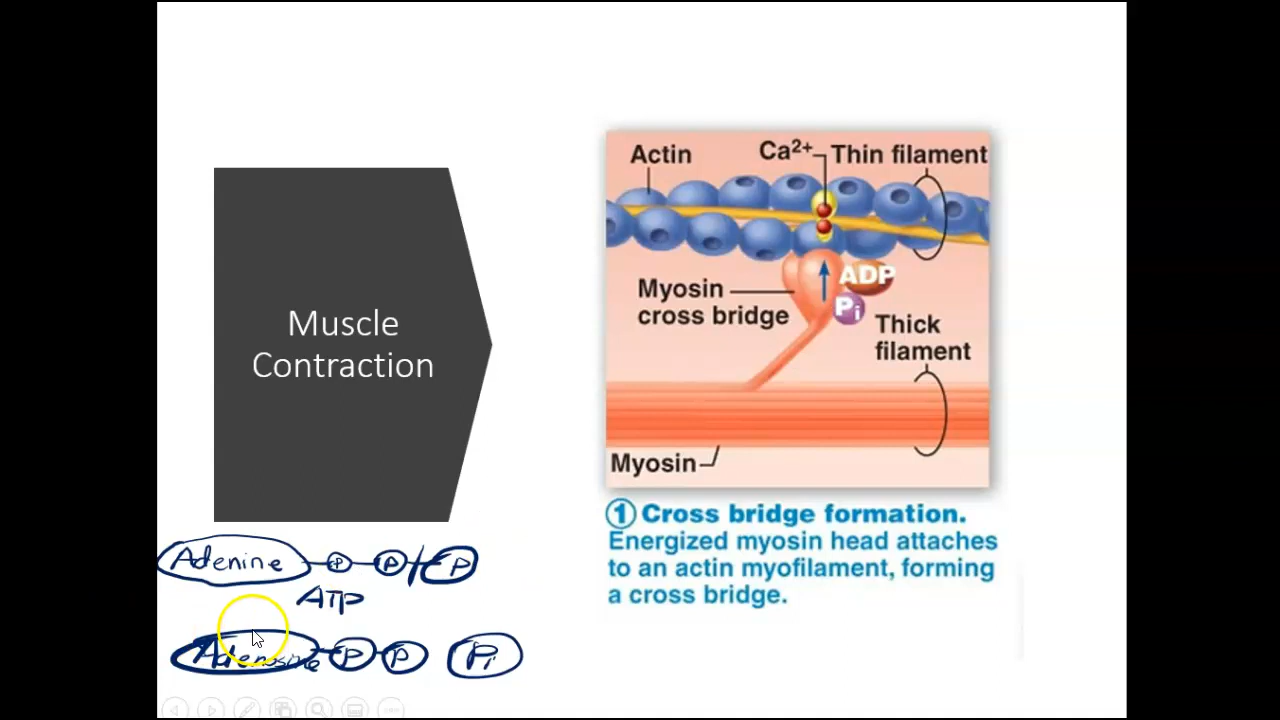 Muscle
Contraction
Actin
Ca2+
Thin filament
ADP
Pi
Myosin
cross bridge
Thick
filament
Myosin
1 Cross bridge formation.
Energized myosin head attaches
to an actin myofilament, forming
a cross bridge.
Adenine P P P
ATP
Adenosine P P Pi